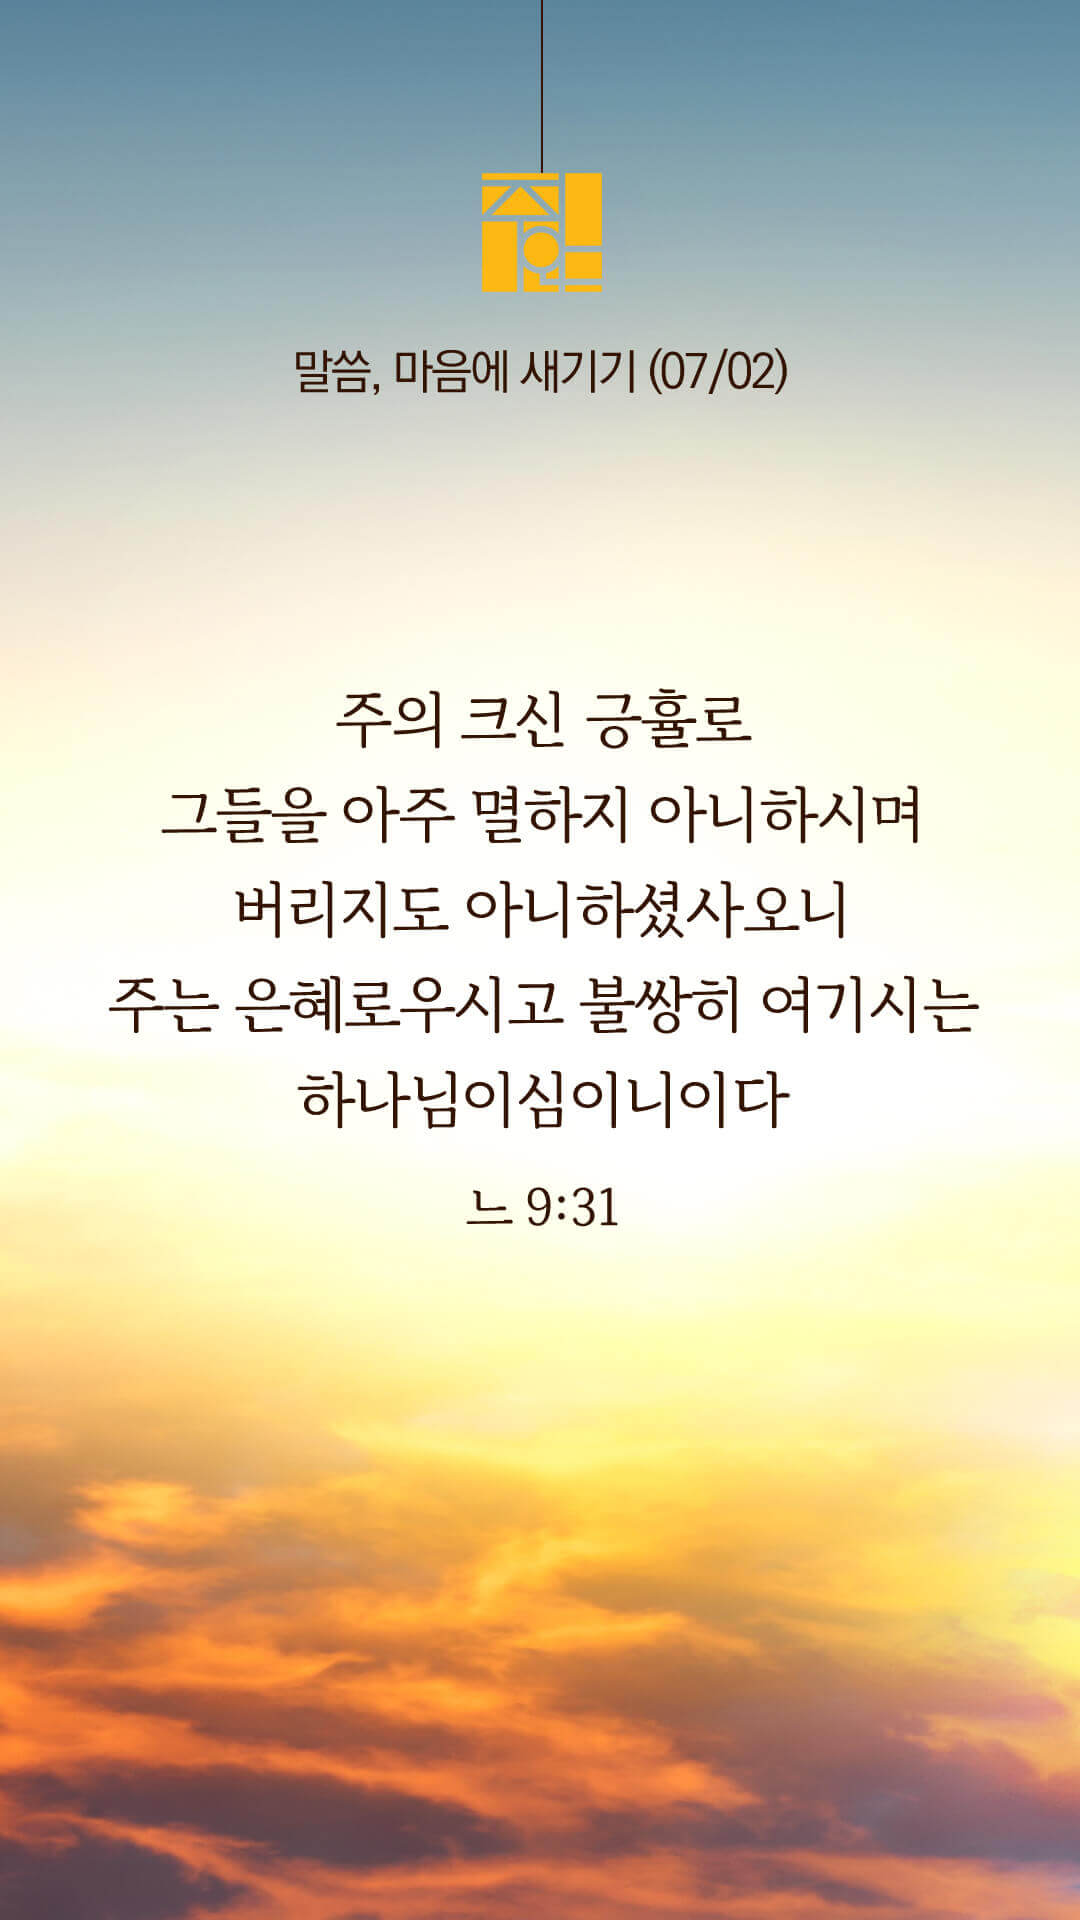 말씀, 마음에 새기기 (07/02)
주의 크신 긍휼로
그들을 아주 멸하지 아니하시며
버리지도 아니하셨사오니
주는 은혜로우시고 불쌍히 여기시는
하나님이심이니이다
느 9:31